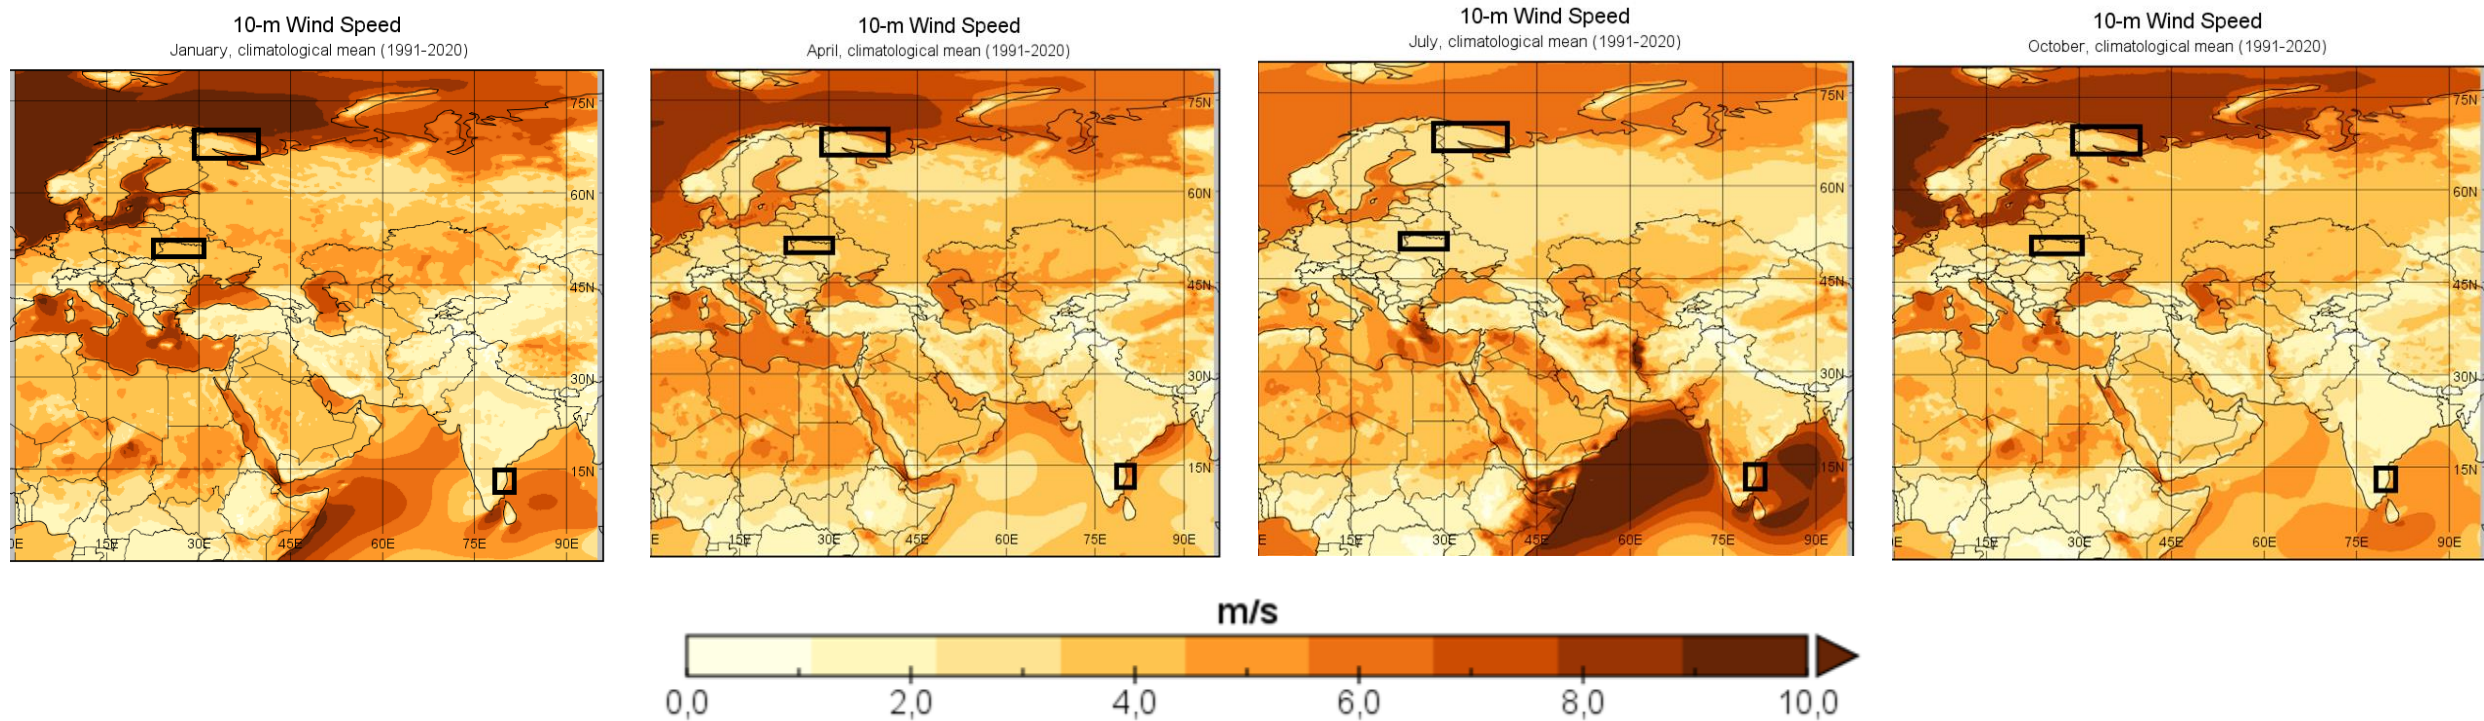 10-m Wind Speed
January, climatological mean (1991-2020)
75N
60N
45N
30N
15N
0E 15E 30E 45E 60E 75E 90E
10-m Wind Speed
April, climatological mean (1991-2020)
75N
60N
45N
30N
15N
E 15E 30E 45E 60E 75E 90E
10-m Wind Speed
July, climatological mean (1991-2020)
75N
60N
45N
30N
15N
E 15E 30E 45E 60E 75E 90E
10-m Wind Speed
October, climatological mean (1991-2020)
75N
60N
45N
30N
15N
E 15E 30E 45E 60E 75E 90E
m/s
0,0 2,0 4,0 6,0 8,0 10,0